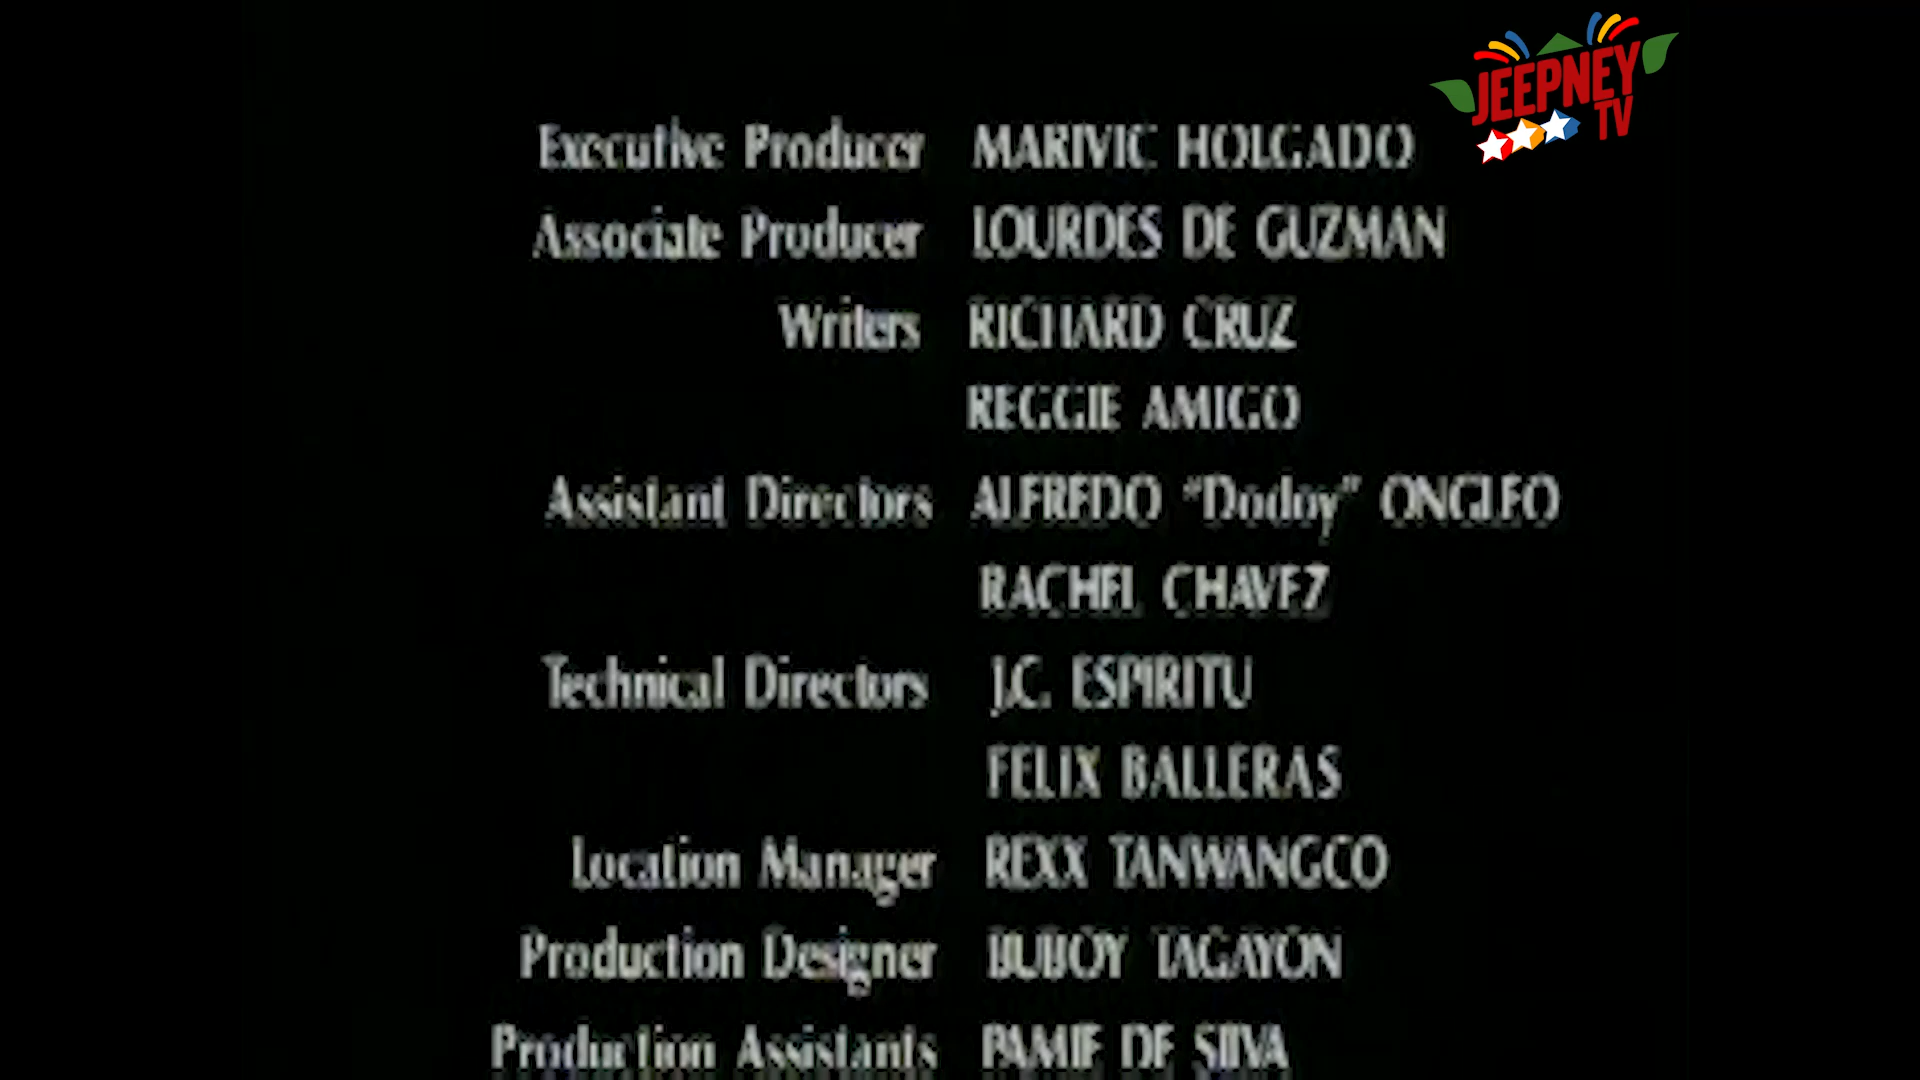 JEEPNEY
TV
Executive Producer MARIVIC HOLGADO
Associate Producer LOURDES DE GUZMAN
Writers RICHARD CRUZ
REGGIE AMIGO
Assistant Directors ALFREDO "Dodoy" ONGLEO
RACHEL CHAVEZ
Technical Directors J.C. ESPIRITU
FELIX BALLERAS
Location Manager REXX TANWANGCO
Production Designer BUBOY TAGAYON
Production Assistants PAMIE DE SILVA